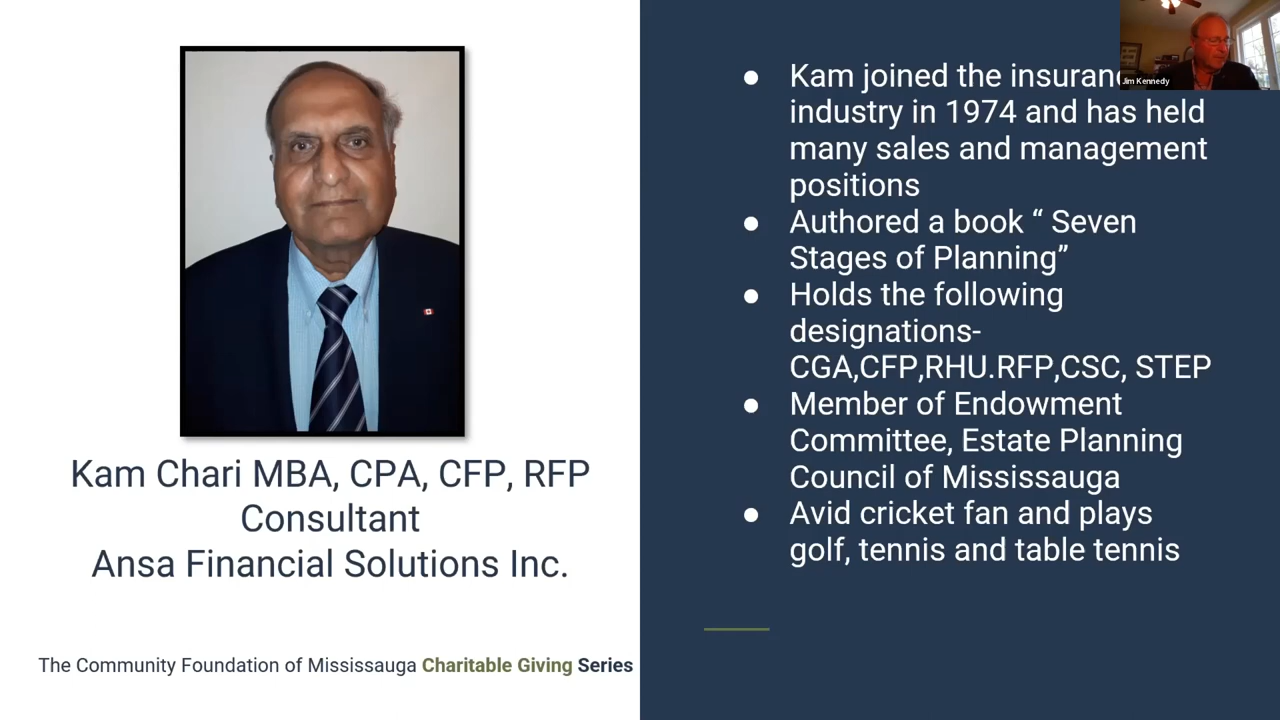 Kam Chari MBA, CPA, CFP, RFP
Consultant
Ansa Financial Solutions Inc.
The Community Foundation of Mississauga Charitable Giving Series
● Kam joined the
industry in 1974 and has held
many sales and management
positions
● Authored a book “ Seven
Stages of Planning”
● Holds the following
designations-
CGA,CFP,RHU.RFP,CSC, STEP
● Member of Endowment
Committee, Estate Planning
Council of Mississauga
● Avid cricket fan and plays
golf, tennis and table tennis
Jim Kennedy